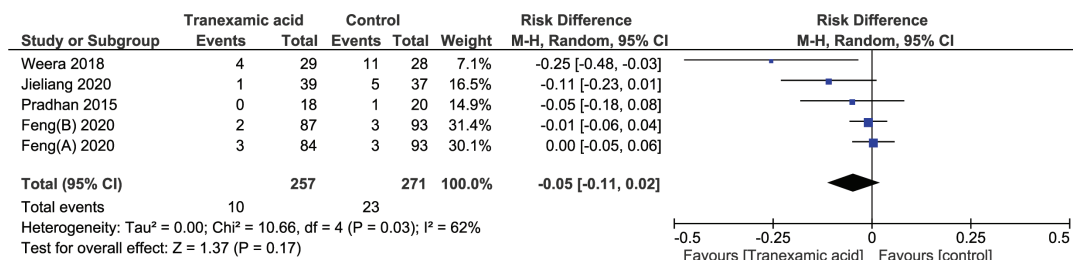 Tranexamic acid Control Risk Difference Risk Difference
Study or Subgroup Events Total Events Total Weight M-H, Random, 95% CI M-H, Random, 95% CI
Weera 2018 4 29 11 28 7.1% -0.25 [-0.48, -0.03]
Jieliang 2020 1 39 5 37 16.5% -0.11 [-0.23, 0.01]
Pradhan 2015 0 18 1 20 14.9% -0.05 [-0.18, 0.08]
Feng(B) 2020 2 87 3 93 31.4% -0.01 [-0.06, 0.04]
Feng(A) 2020 3 84 3 93 30.1% 0.00 [-0.05, 0.06]
Total (95% CI) 257 271 100.0% -0.05 [-0.11, 0.02]
Total events 10 23
Heterogeneity: Tau² = 0.00; Chi² = 10.66, df = 4 (P = 0.03); I² = 62%
Test for overall effect: Z = 1.37 (P = 0.17)
-0.5 -0.25 0 0.25 0.5
Favours [Tranexamic acid] Favours [control]